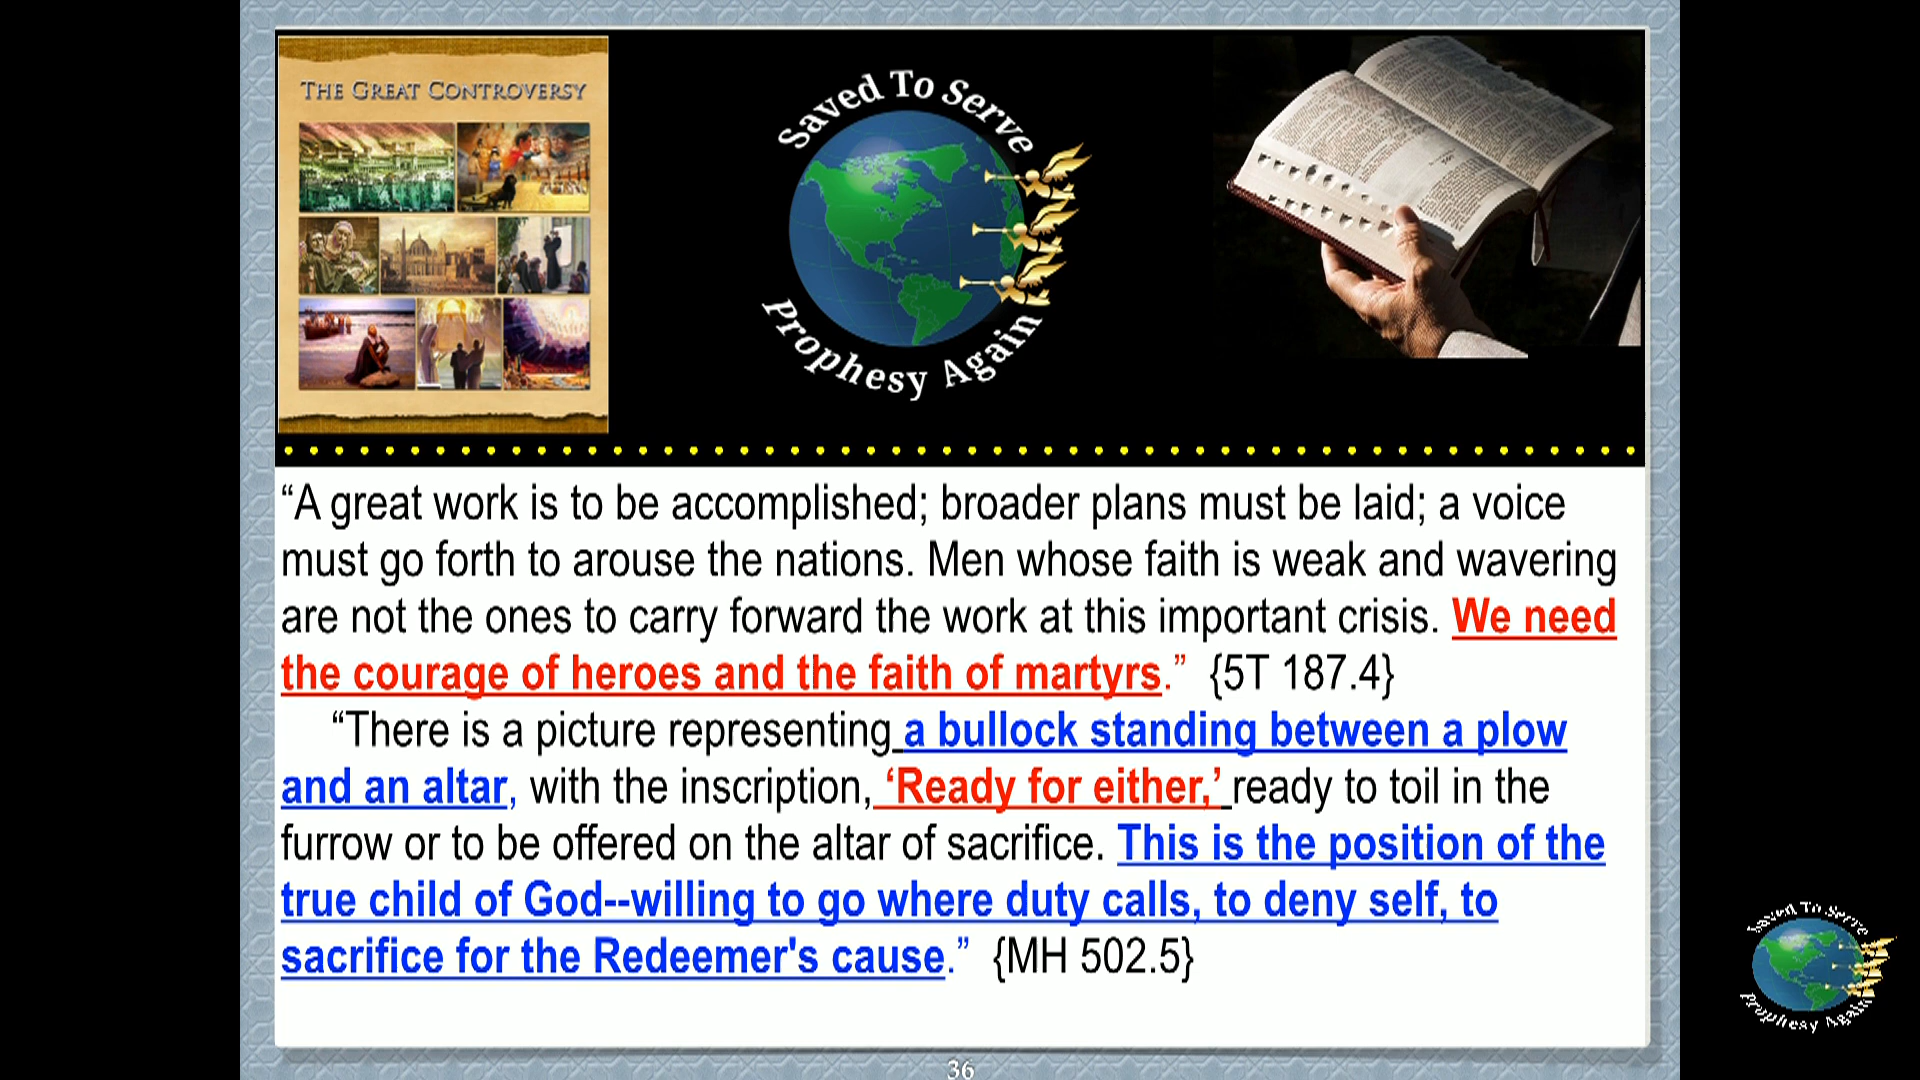 THE GREAT CONTROVERSY
Saved To Serve
Prophesy Again
“A great work is to be accomplished; broader plans must be laid; a voice
must go forth to arouse the nations. Men whose faith is weak and wavering
are not the ones to carry forward the work at this important crisis. We need
the courage of heroes and the faith of martyrs.” {5T 187.4}
“There is a picture representing a bullock standing between a plow
and an altar, with the inscription, ‘Ready for either,’ ready to toil in the
furrow or to be offered on the altar of sacrifice. This is the position of the
true child of God--willing to go where duty calls, to deny self, to
sacrifice for the Redeemer's cause.” {MH 502.5}
Saved To Serve
Prophesy Again
36